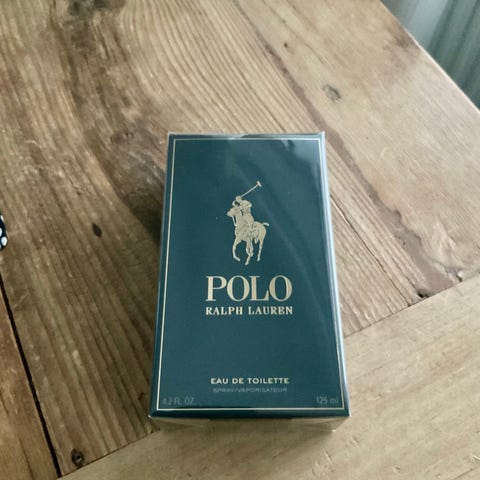 POLO
RALPH LAUREN
EAU DE TOILETTE
SPRAY/VAPORISATEUR
4.2 FL. OZ. 125 ml